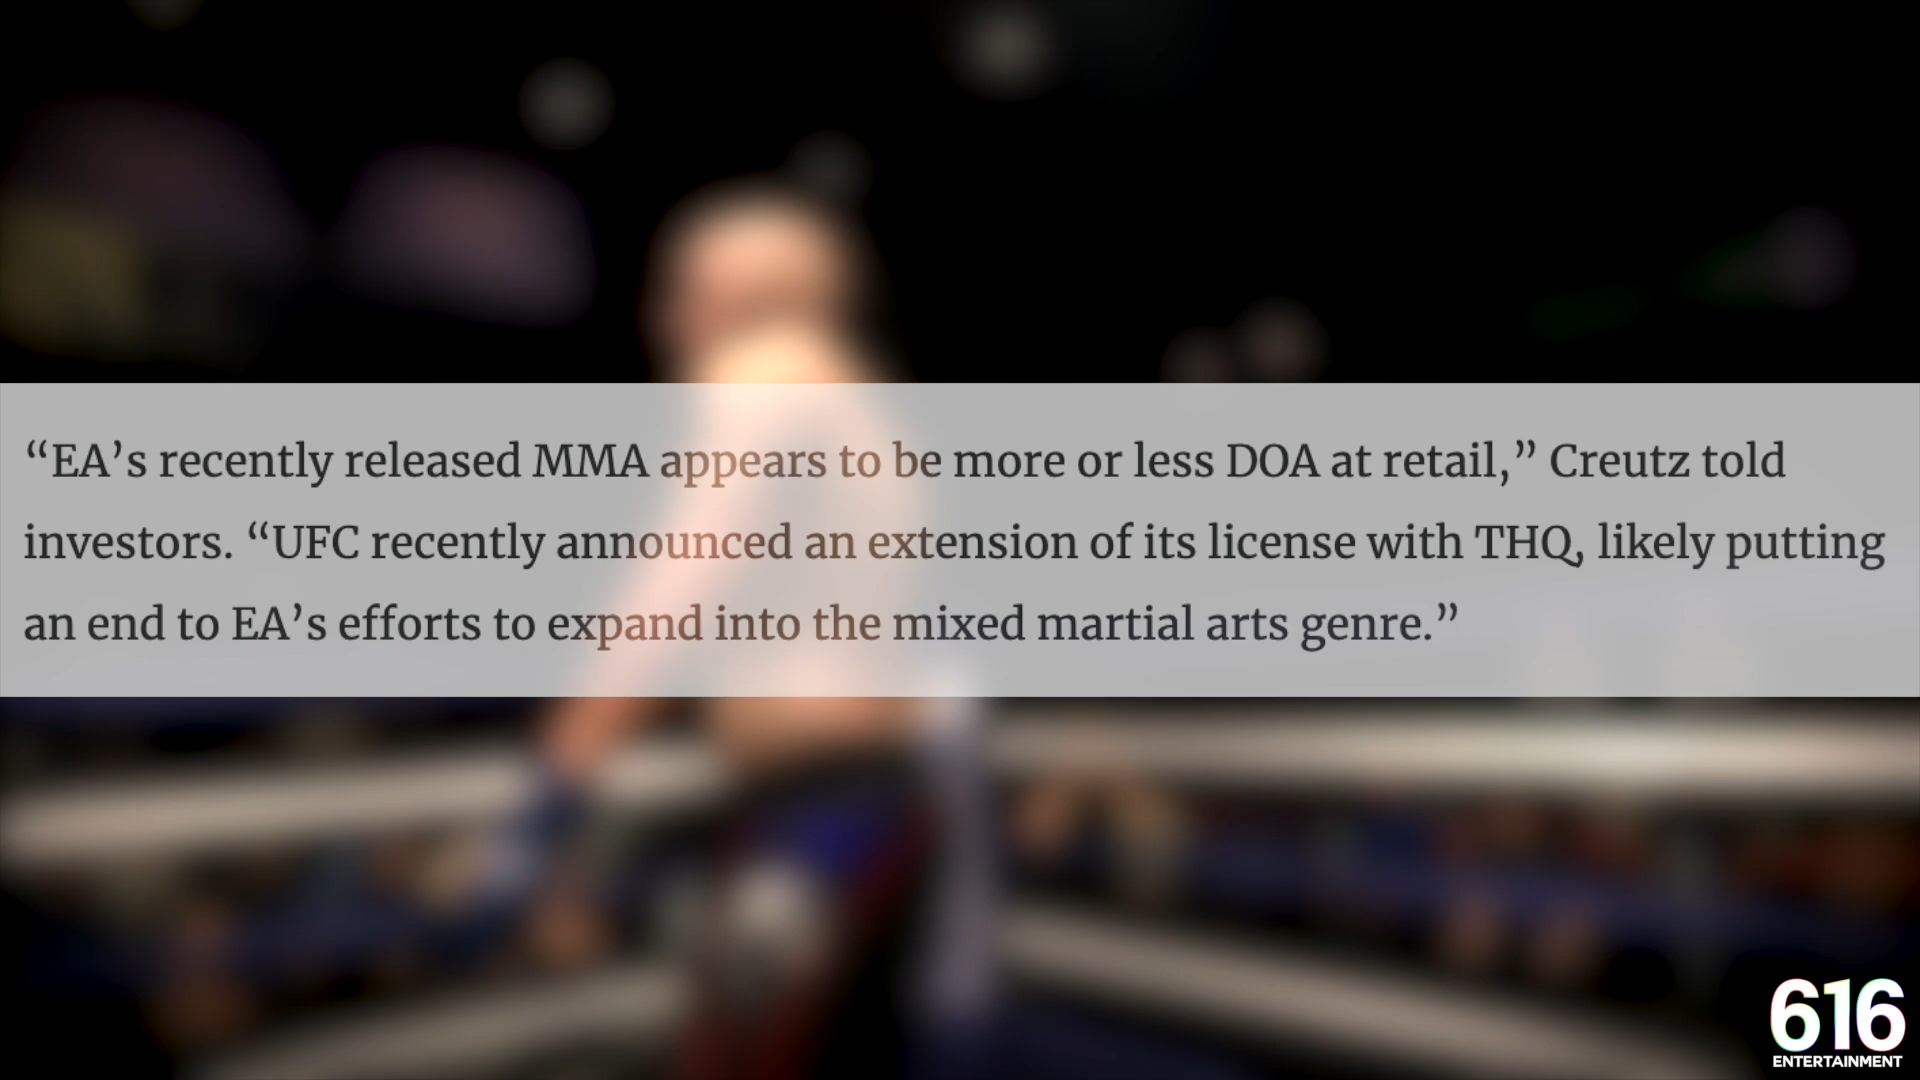 “EA’s recently released MMA appears to be more or less DOA at retail,” Creutz told
investors. “UFC recently announced an extension of its license with THQ, likely putting
an end to EA’s efforts to expand into the mixed martial arts genre.”
616
ENTERTAINMENT